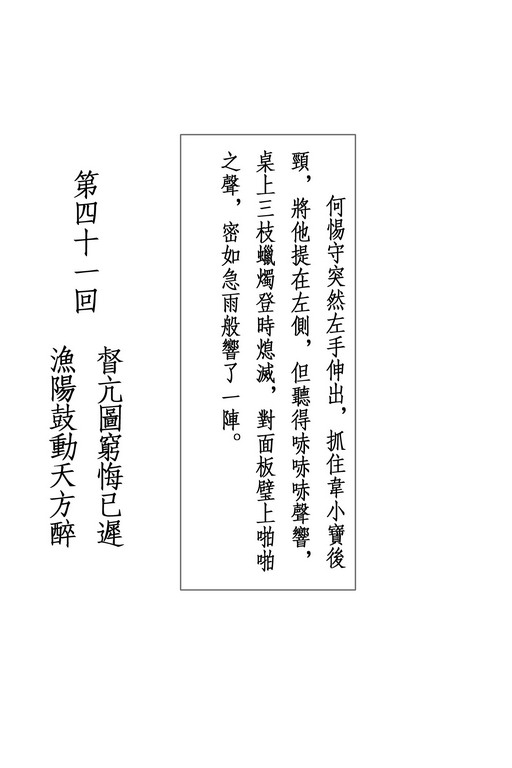 何惕守突然左手伸出，抓住韋小寶後
頸，將他提在左側，但聽得哧哧哧聲響，
桌上三枝蠟燭登時熄滅，對面板壁上啪啪
之聲，密如急雨般響了一陣。
第四十一回
督亢圖窮悔已遲
漁陽鼓動天方醉